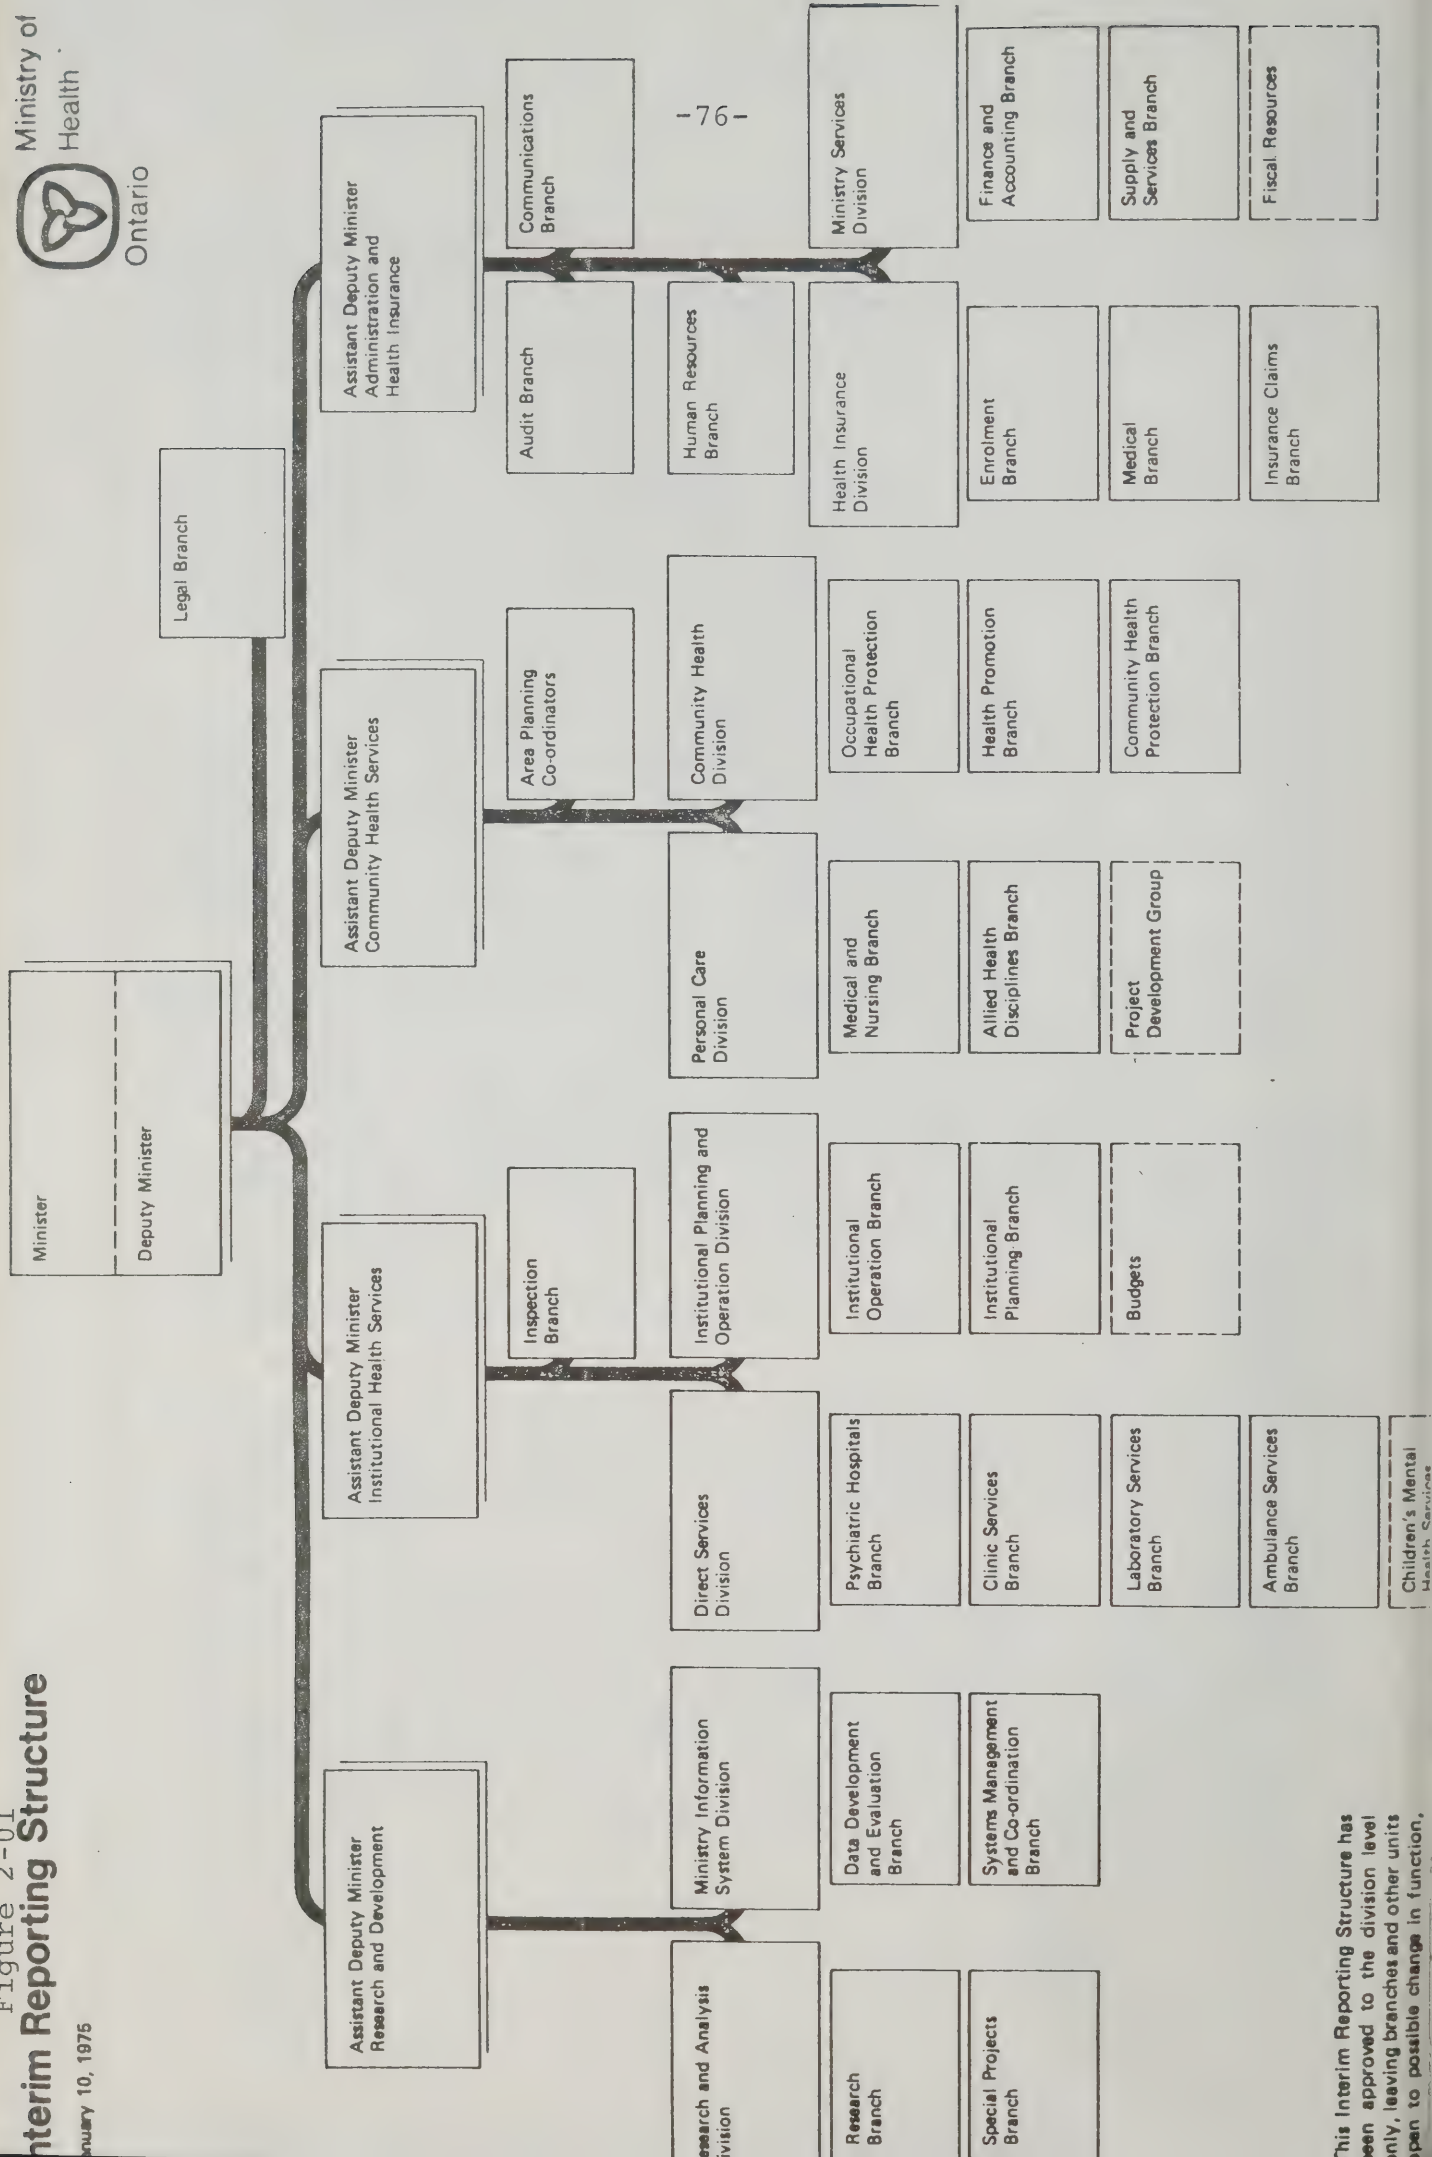 Figure 2-01
nterim Reporting Structure
nuary 10, 1975
Ministry of
Health
Ontario
-76-
Minister
Deputy Minister
Legal Branch
Assistant Deputy Minister
Research and Development
Assistant Deputy Minister
Institutional Health Services
Assistant Deputy Minister
Community Health Services
Assistant Deputy Minister
Administration and
Health Insurance
Inspection
Branch
Area Planning
Co-ordinators
Audit Branch
Communications
Branch
Human Resources
Branch
esearch and Analysis
ivision
Ministry Information
System Division
Direct Services
Division
Institutional Planning and
Operation Division
Personal Care
Division
Community Health
Division
Health Insurance
Division
Ministry Services
Division
Research
Branch
Special Projects
Branch
Data Development
and Evaluation
Branch
Systems Management
and Co-ordination
Branch
Psychiatric Hospitals
Branch
Clinic Services
Branch
Laboratory Services
Branch
Ambulance Services
Branch
Children's Mental
Health Services
Institutional
Operation Branch
Institutional
Planning Branch
Budgets
Medical and
Nursing Branch
Allied Health
Disciplines Branch
Project
Development Group
Occupational
Health Protection
Branch
Health Promotion
Branch
Community Health
Protection Branch
Enrolment
Branch
Medical
Branch
Insurance Claims
Branch
Finance and
Accounting Branch
Supply and
Services Branch
Fiscal Resources
This Interim Reporting Structure has
een approved to the division level
only, leaving branches and other units
open to possible change in function,